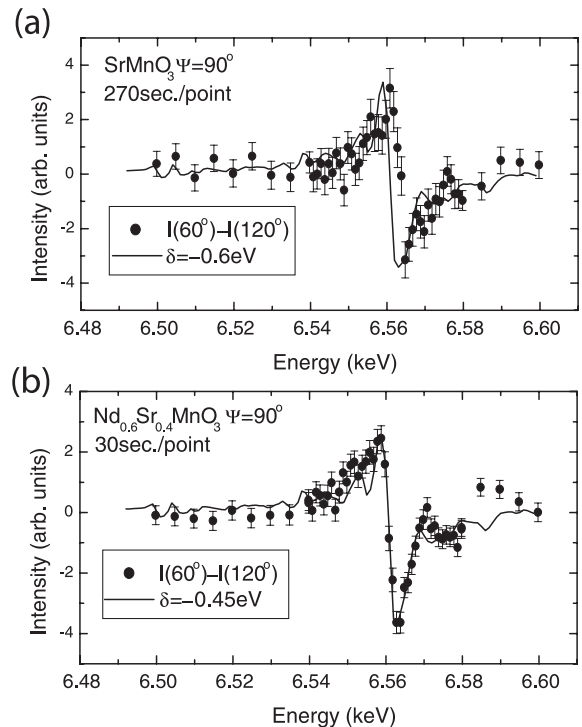 (a)
SrMnO₃ Ψ=90°
270sec./point
I(60°)−I(120°)
δ=−0.6eV
Intensity (arb. units)
4
2
0
-2
-4
6.48 6.50 6.52 6.54 6.56 6.58 6.60
Energy (keV)
(b)
Nd₀.₆Sr₀.₄MnO₃ Ψ=90°
30sec./point
I(60°)−I(120°)
δ=−0.45eV
Intensity (arb. units)
4
2
0
-2
-4
6.48 6.50 6.52 6.54 6.56 6.58 6.60
Energy (keV)